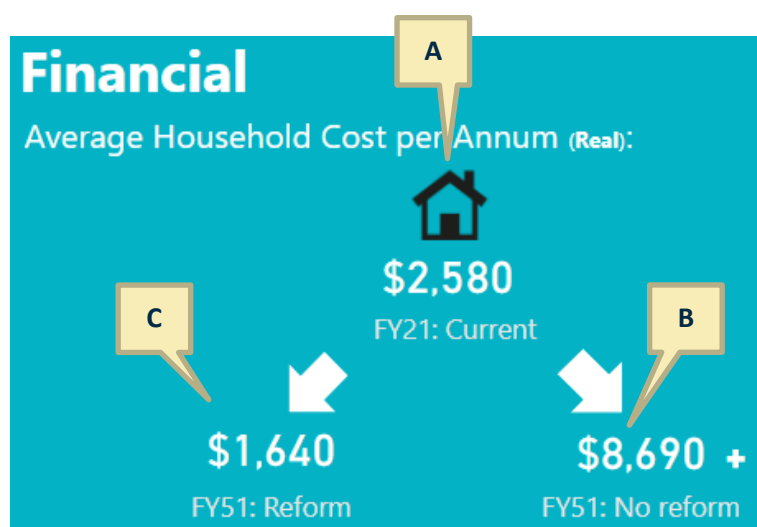 A
Financial
Average Household Cost per Annum (Real):
$2,580
C
B
FY21: Current
$1,640
$8,690 +
FY51: Reform
FY51: No reform